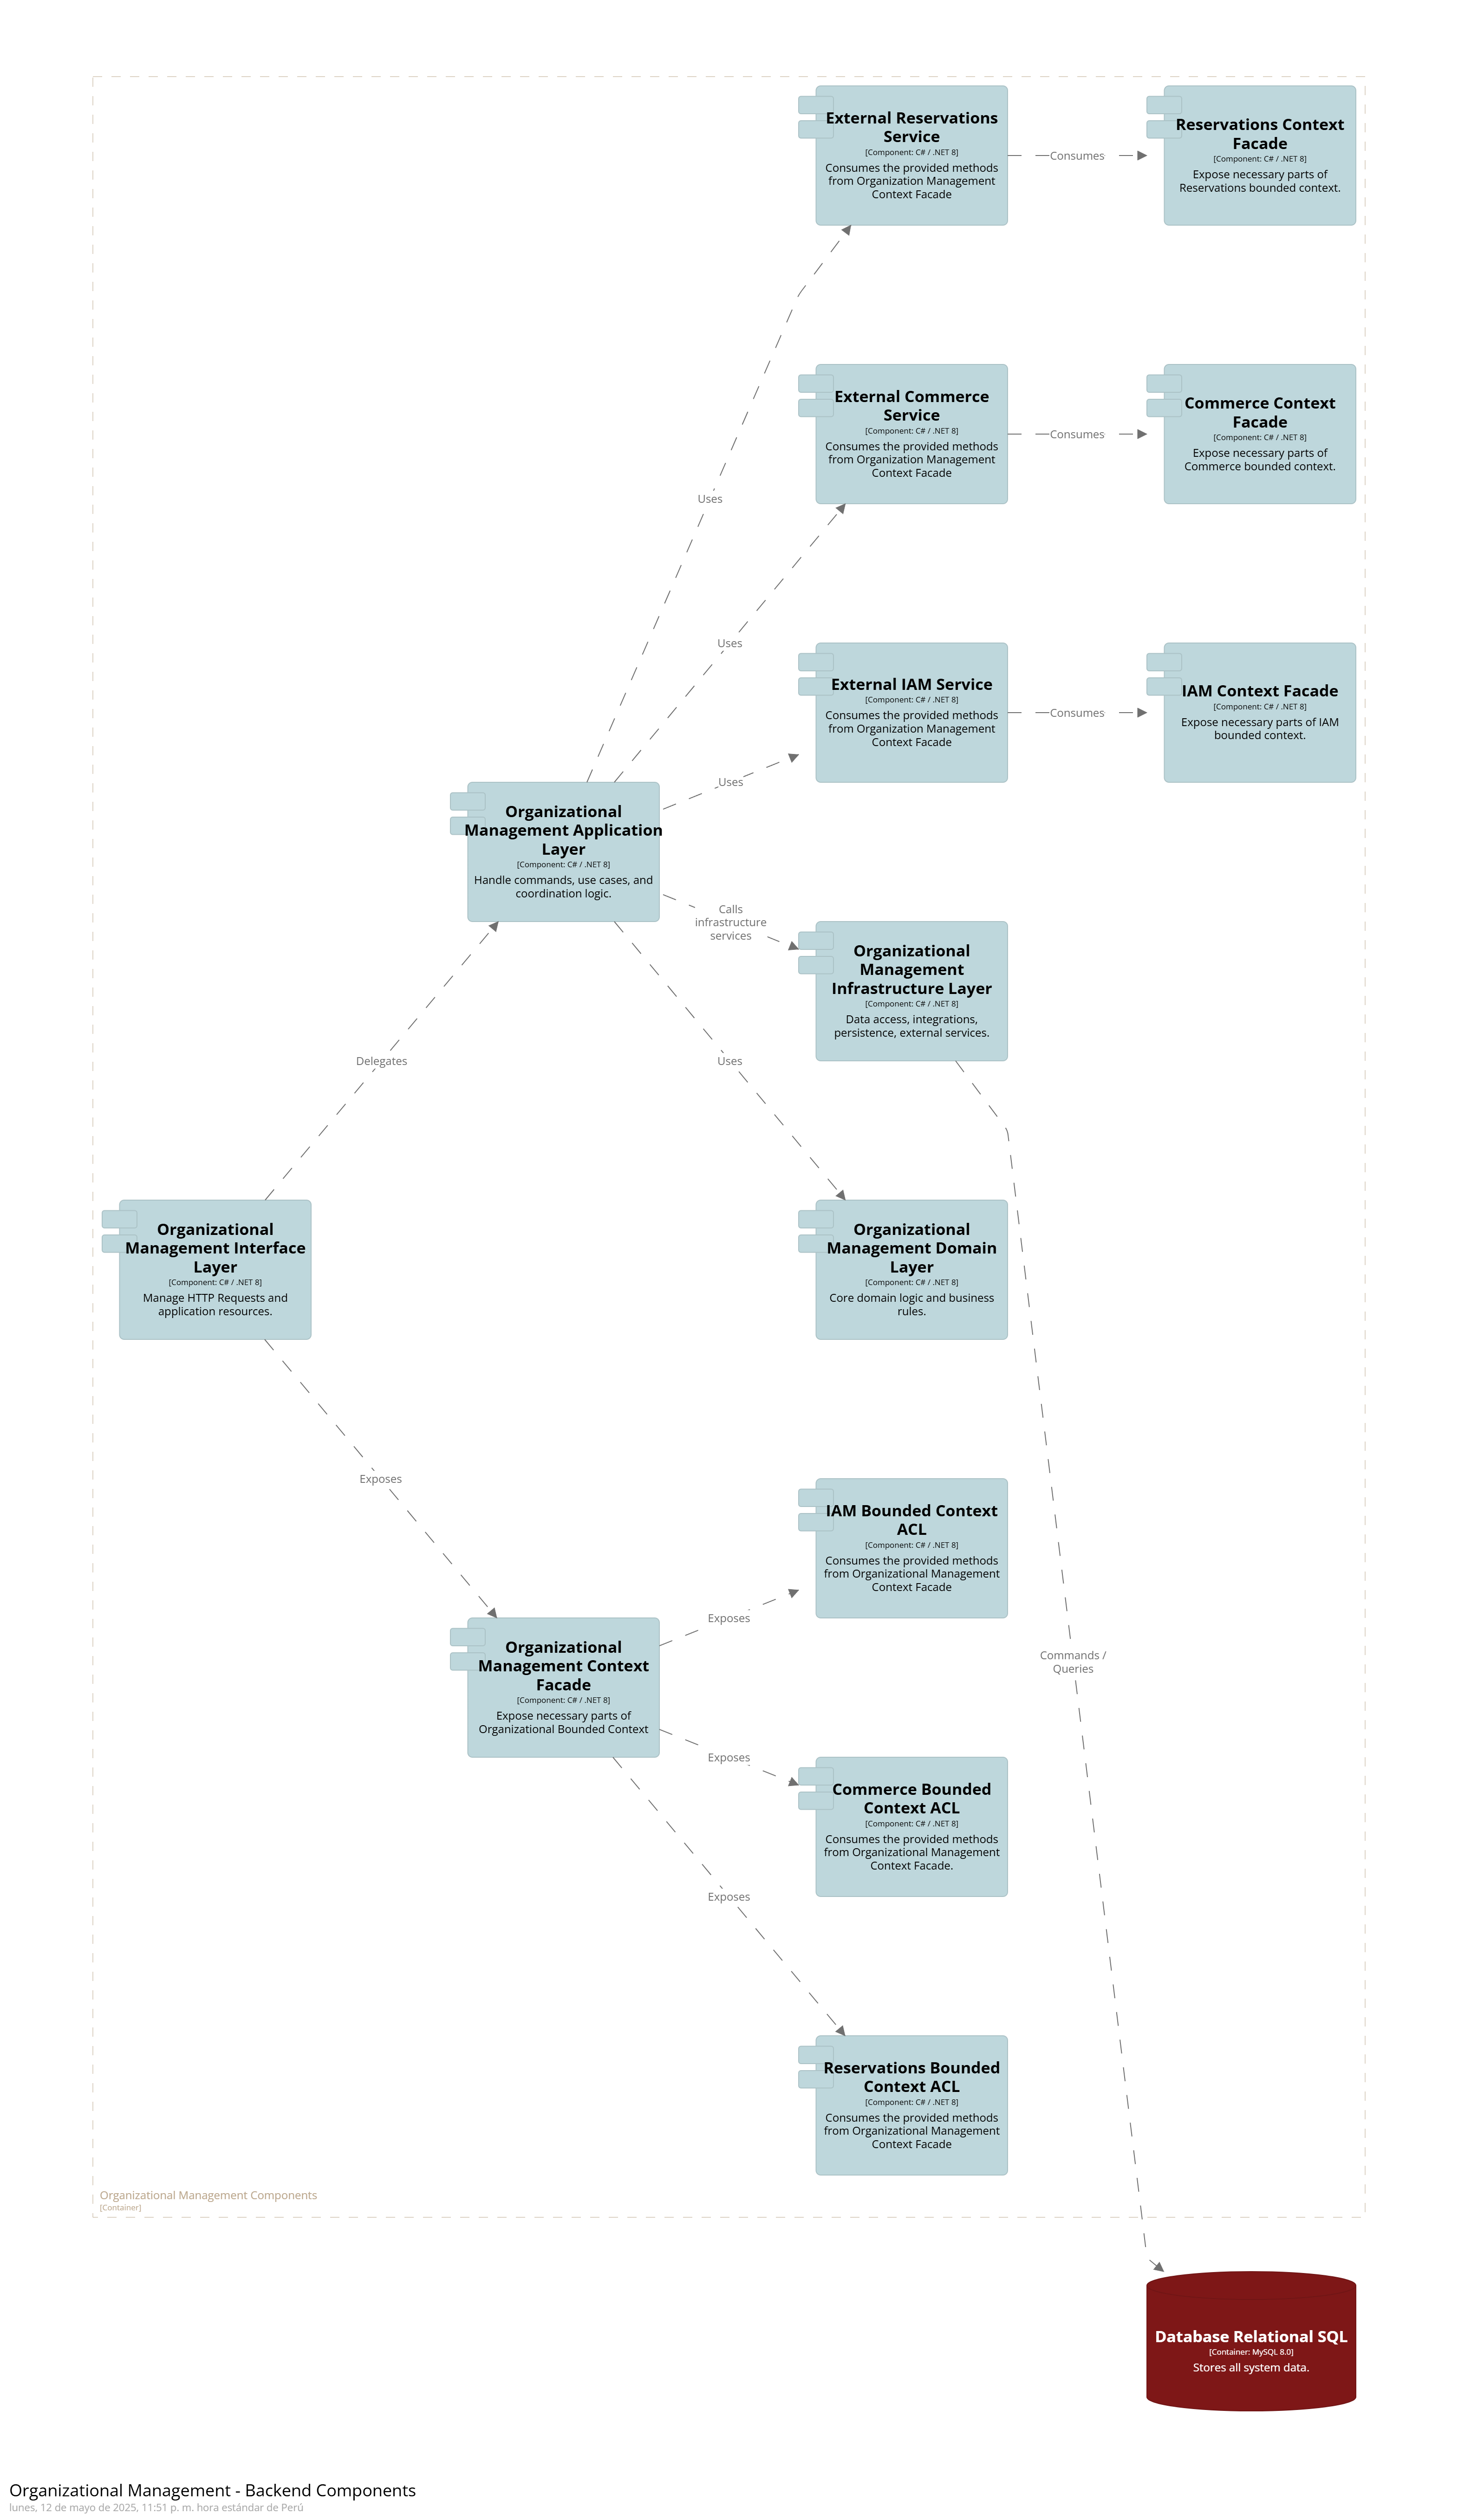 External Reservations
Service
[Component: C# / .NET 8]
Consumes the provided methods
from Organization Management
Context Facade
Consumes
Reservations Context
Facade
[Component: C# / .NET 8]
Expose necessary parts of
Reservations bounded context.
External Commerce
Service
[Component: C# / .NET 8]
Consumes the provided methods
from Organization Management
Context Facade
Consumes
Commerce Context
Facade
[Component: C# / .NET 8]
Expose necessary parts of
Commerce bounded context.
Uses
Uses
External IAM Service
[Component: C# / .NET 8]
Consumes the provided methods
from Organization Management
Context Facade
Consumes
IAM Context Facade
[Component: C# / .NET 8]
Expose necessary parts of IAM
bounded context.
Uses
Organizational
Management Application
Layer
[Component: C# / .NET 8]
Handle commands, use cases, and
coordination logic.
Calls
infrastructure
services
Organizational
Management
Infrastructure Layer
[Component: C# / .NET 8]
Data access, integrations,
persistence, external services.
Delegates
Uses
Organizational
Management Interface
Layer
[Component: C# / .NET 8]
Manage HTTP Requests and
application resources.
Organizational
Management Domain
Layer
[Component: C# / .NET 8]
Core domain logic and business
rules.
Exposes
IAM Bounded Context
ACL
[Component: C# / .NET 8]
Consumes the provided methods
from Organizational Management
Context Facade
Exposes
Organizational
Management Context
Facade
[Component: C# / .NET 8]
Expose necessary parts of
Organizational Bounded Context
Commands /
Queries
Exposes
Commerce Bounded
Context ACL
[Component: C# / .NET 8]
Consumes the provided methods
from Organizational Management
Context Facade.
Exposes
Reservations Bounded
Context ACL
[Component: C# / .NET 8]
Consumes the provided methods
from Organizational Management
Context Facade
Organizational Management Components
[Container]
Database Relational SQL
[Container: MySQL 8.0]
Stores all system data.
Organizational Management - Backend Components
lunes, 12 de mayo de 2025, 11:51 p. m. hora estándar de Perú